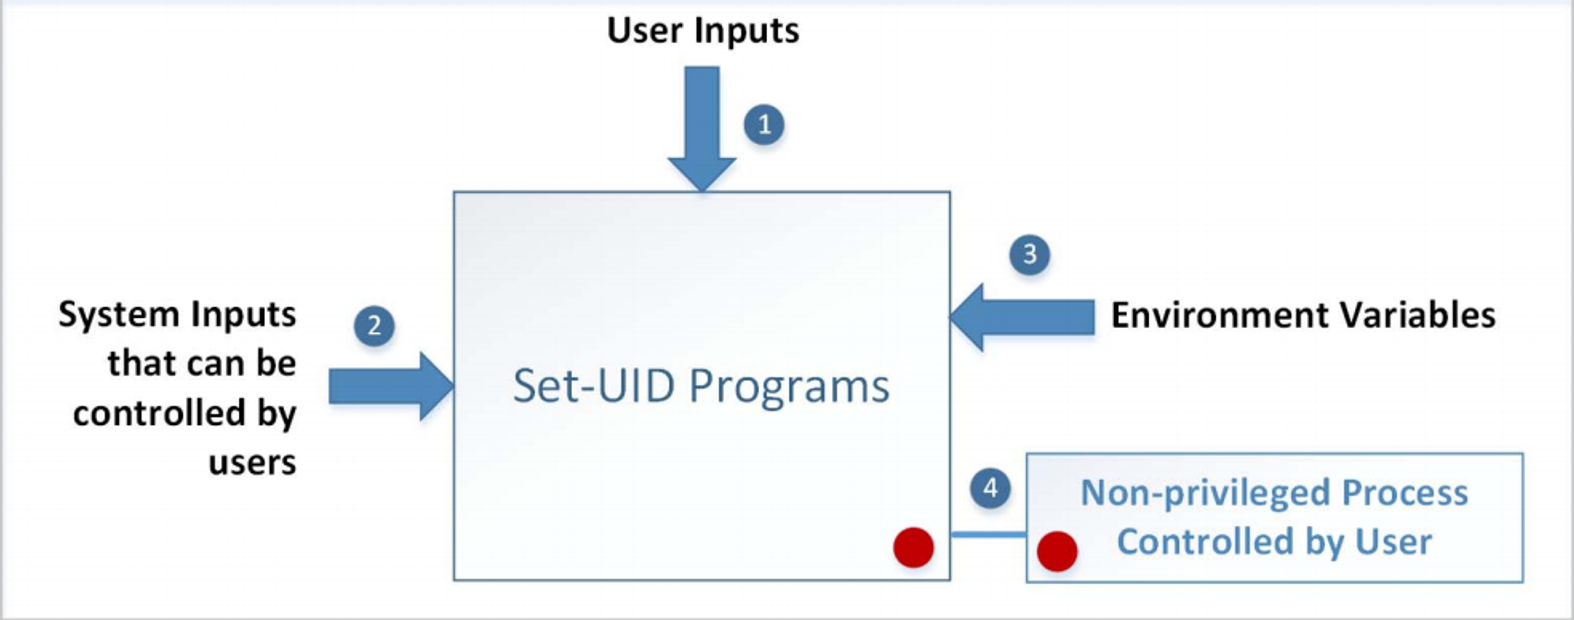 User Inputs
1
3
System Inputs
that can be
controlled by
users
2
Environment Variables
Set-UID Programs
4
Non-privileged Process
Controlled by User